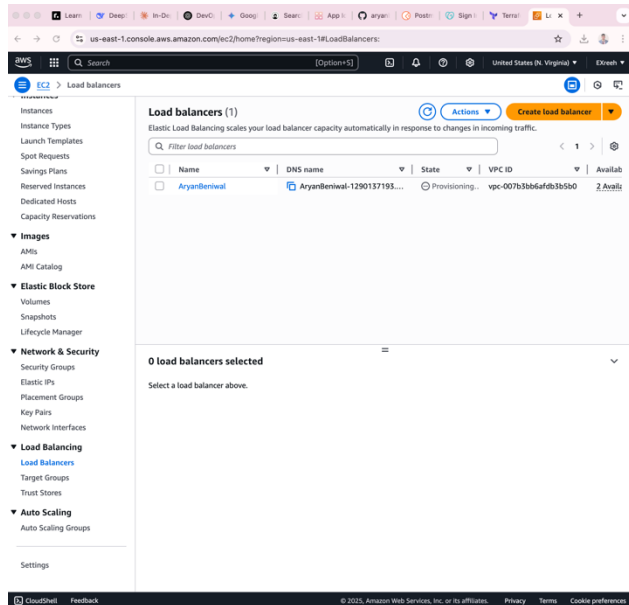 Learn
Deep
In-De
DevO
Goog
Searc
App l
aryan
Postn
Sign i
Terra
Lo
us-east-1.console.aws.amazon.com/ec2/home?region=us-east-1#LoadBalancers:
aws
Search
[Option+S]
United States (N. Virginia)
EXreeh
EC2 > Load balancers
Instances
Instances
Instance Types
Launch Templates
Spot Requests
Savings Plans
Reserved Instances
Dedicated Hosts
Capacity Reservations
Images
AMIs
AMI Catalog
Elastic Block Store
Volumes
Snapshots
Lifecycle Manager
Network & Security
Security Groups
Elastic IPs
Placement Groups
Key Pairs
Network Interfaces
Load Balancing
Load Balancers
Target Groups
Trust Stores
Auto Scaling
Auto Scaling Groups
Settings
Load balancers (1)
Actions
Create load balancer
Elastic Load Balancing scales your load balancer capacity automatically in response to changes in incoming traffic.
Filter load balancers
1
Name DNS name State VPC ID Availab
AryanBeniwal AryanBeniwal-1290137193.... Provisioning... vpc-007b3bb6afdb3b5b0 2 Availa
0 load balancers selected
Select a load balancer above.
CloudShell Feedback © 2025, Amazon Web Services, Inc. or its affiliates. Privacy Terms Cookie preferences